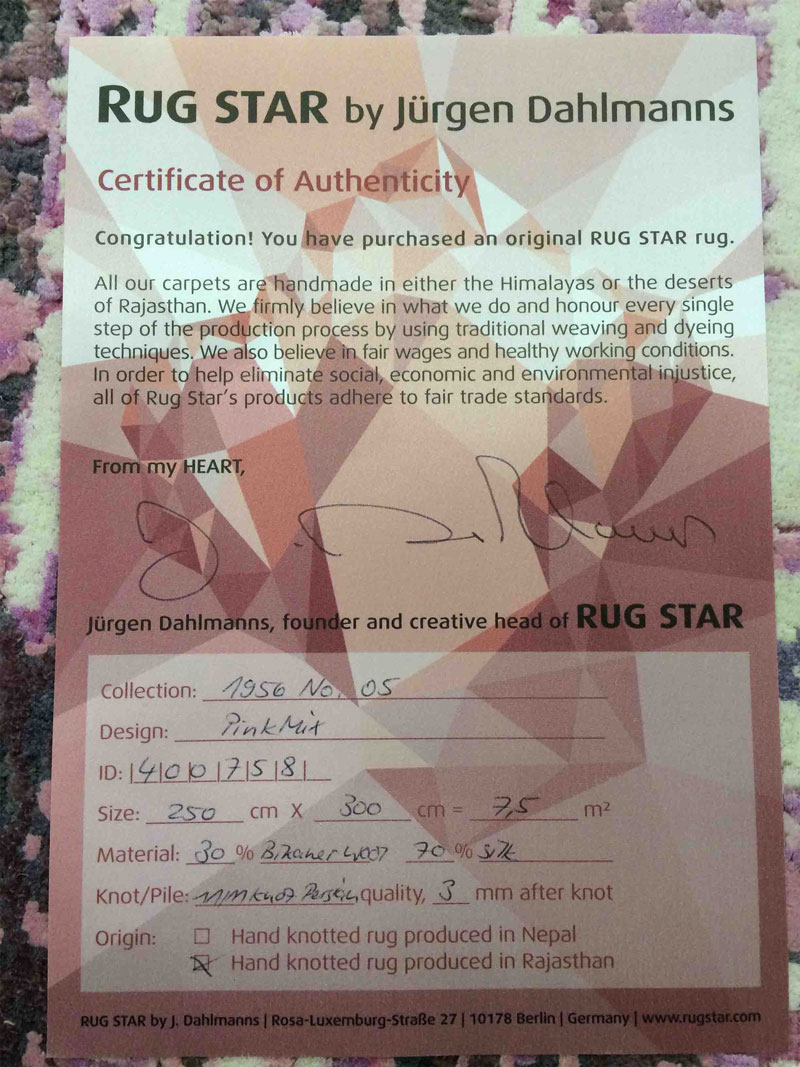 RUG STAR by Jürgen Dahlmanns
Certificate of Authenticity
Congratulation! You have purchased an original RUG STAR rug.
All our carpets are handmade in either the Himalayas or the deserts
of Rajasthan. We firmly believe in what we do and honour every single
step of the production process by using traditional weaving and dyeing
techniques. We also believe in fair wages and healthy working conditions.
In order to help eliminate social, economic and environmental injustice,
all of Rug Star's products adhere to fair trade standards.
From my HEART,
J. Dahlmanns
Jürgen Dahlmanns, founder and creative head of RUG STAR
Collection: 1956 No. 05
Design: PinkMix
ID: |4|0|0|7|5|8|
Size: 250 cm X 300 cm = 7,5 m²
Material: 30 % Bikaner Wool 70 % silk
Knot/Pile: Knot Persian quality, 3 mm after knot
Origin: Hand knotted rug produced in Nepal
Hand knotted rug produced in Rajasthan
RUG STAR by J. Dahlmanns | Rosa-Luxemburg-Straße 27 | 10178 Berlin | Germany | www.rugstar.com